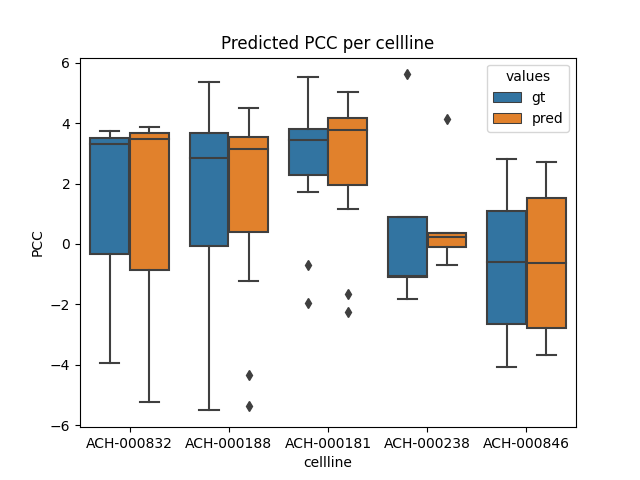 Predicted PCC per cellline
values
gt
pred
6
4
2
0
−2
−4
−6
PCC
ACH-000832 ACH-000188 ACH-000181 ACH-000238 ACH-000846
cellline